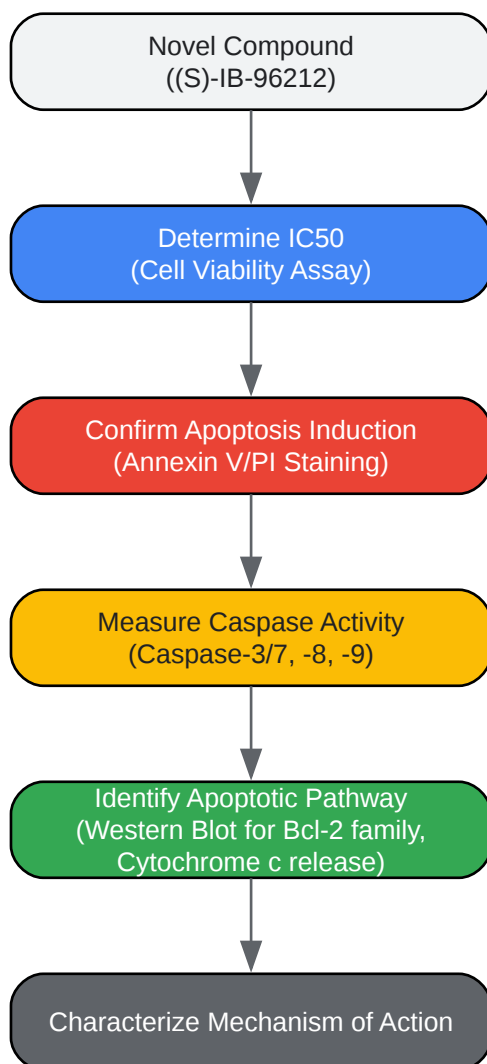 Novel Compound
((S)-IB-96212)
Determine IC50
(Cell Viability Assay)
Confirm Apoptosis Induction
(Annexin V/PI Staining)
Measure Caspase Activity
(Caspase-3/7, -8, -9)
Identify Apoptotic Pathway
(Western Blot for Bcl-2 family,
Cytochrome c release)
Characterize Mechanism of Action